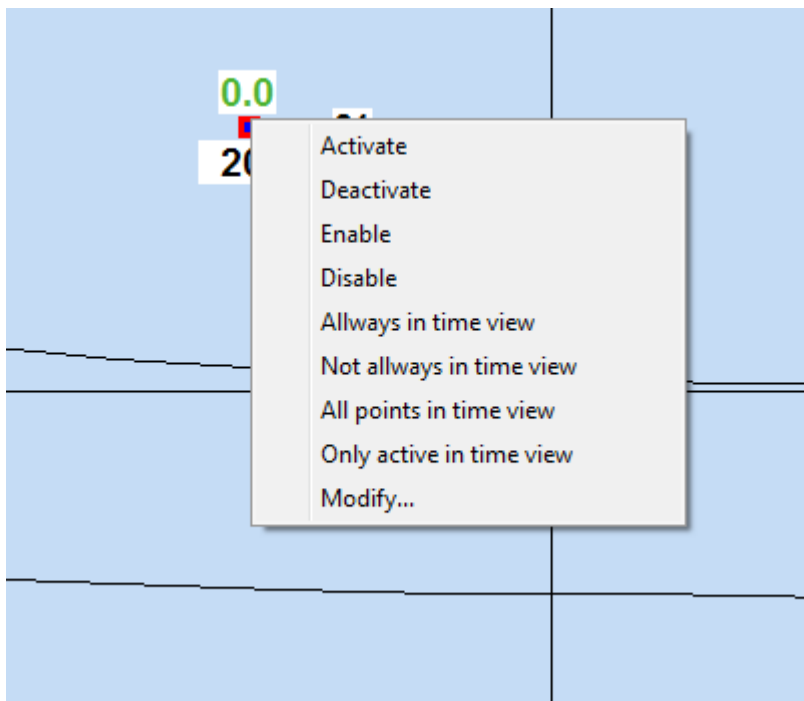 0.0
Activate
Deactivate
Enable
Disable
Allways in time view
Not allways in time view
All points in time view
Only active in time view
Modify...